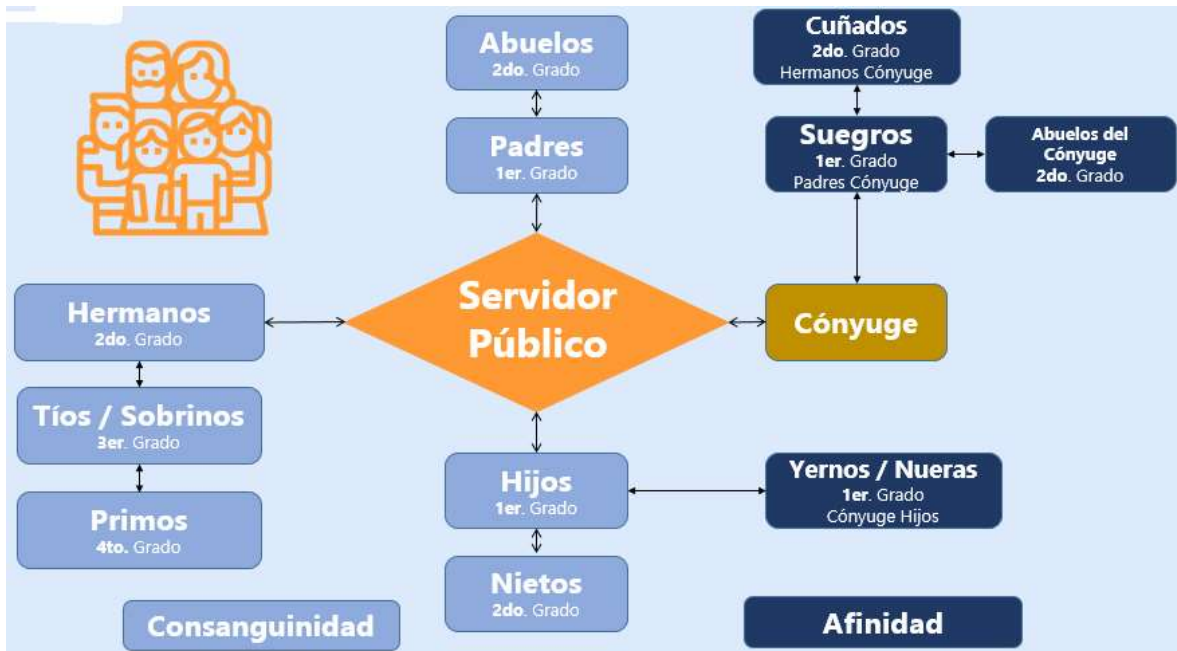 Abuelos
2do. Grado
Padres
1er. Grado
Cuñados
2do. Grado
Hermanos Cónyuge
Suegros
1er. Grado
Padres Cónyuge
Abuelos del
Cónyuge
2do. Grado
Servidor
Público
Cónyuge
Hermanos
2do. Grado
Tíos / Sobrinos
3er. Grado
Primos
4to. Grado
Hijos
1er. Grado
Yernos / Nueras
1er. Grado
Cónyuge Hijos
Nietos
2do. Grado
Consanguinidad
Afinidad